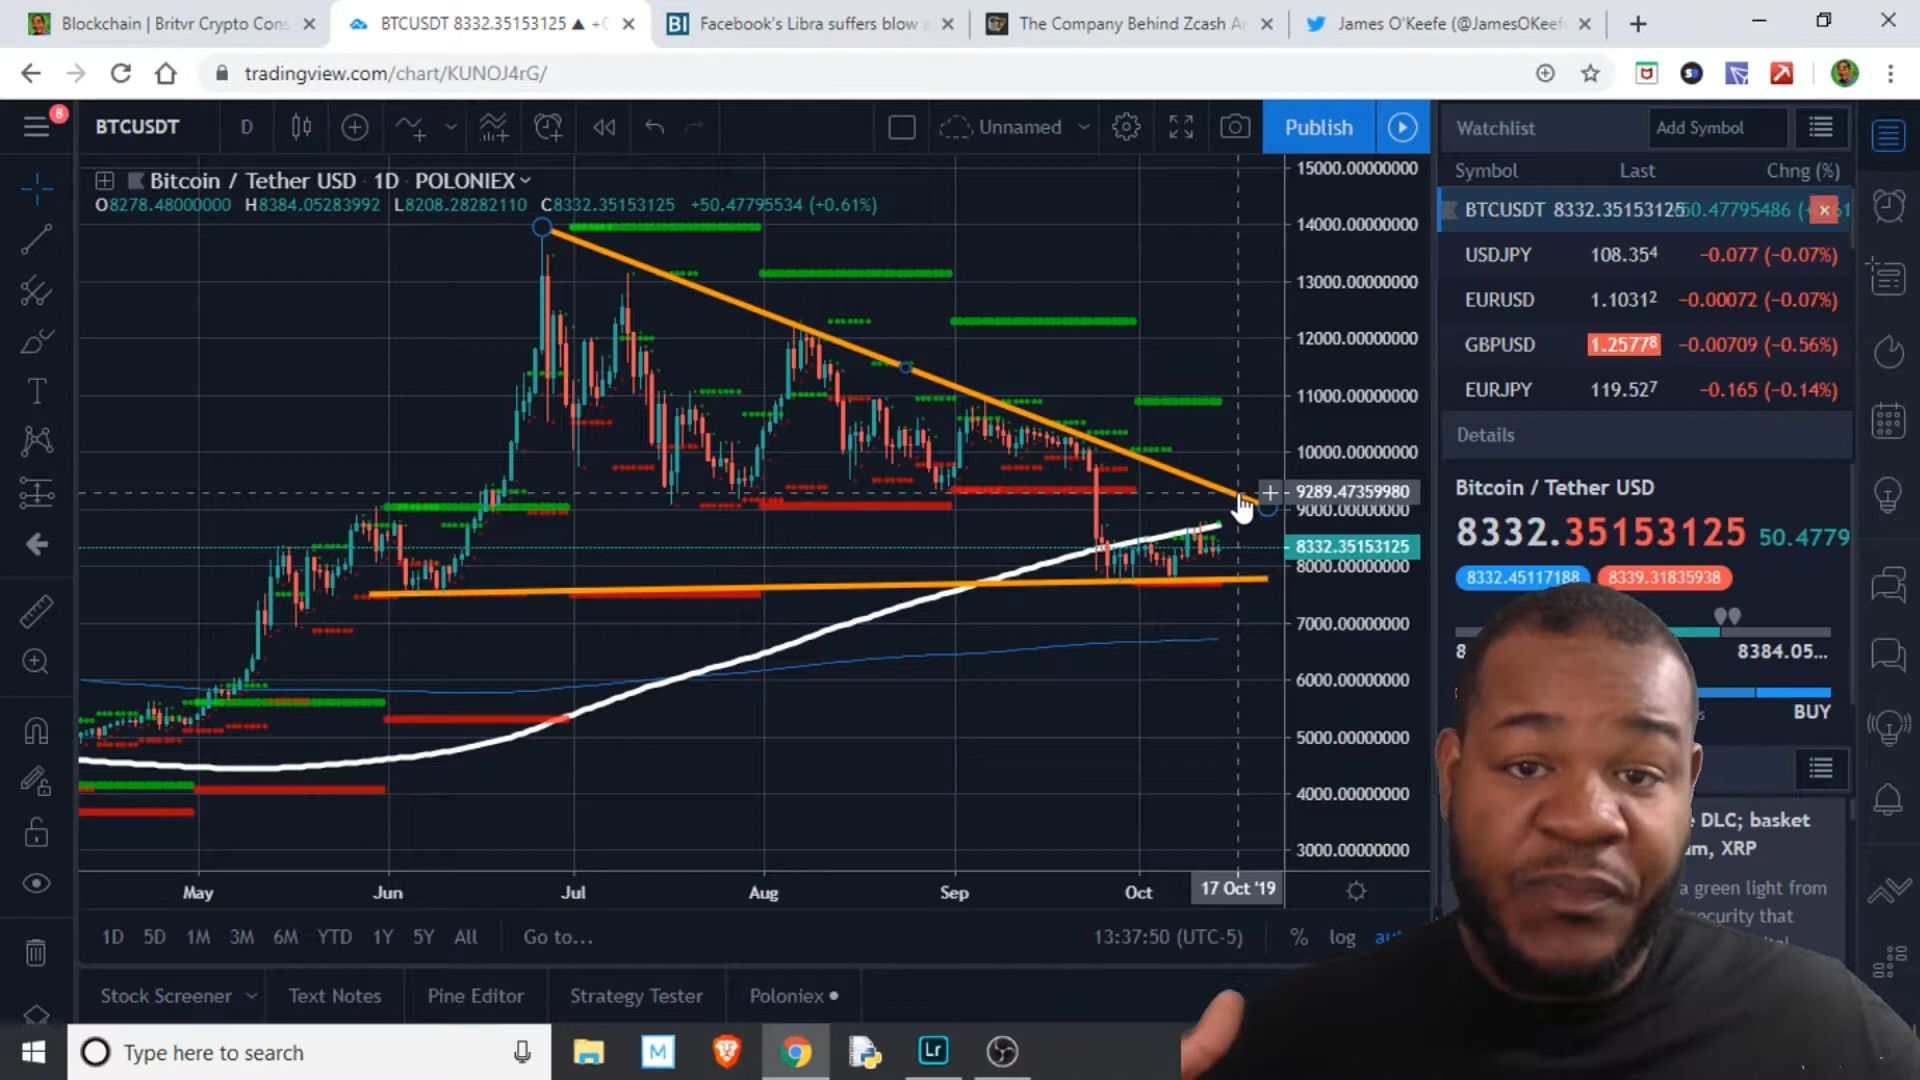 Blockchain | Britvr Crypto Cons
BTCUSDT 8332.35153125 ▲ +0
Facebook's Libra suffers blow a
The Company Behind Zcash A
James O'Keefe (@JamesOKeef
tradingview.com/chart/KUNOJ4rG/
8
BTCUSDT
D
Unnamed
Publish
Watchlist
Add Symbol
Symbol
Last
Chng (%)
Bitcoin / Tether USD · 1D · POLONIEX
O8278.48000000 H8384.05283992 L8208.28282110 C8332.35153125 +50.47795534 (+0.61%)
BTCUSDT 8332.35153125
USDJPY 108.354 −0.077 (−0.07%)
EURUSD 1.10312 −0.00072 (−0.07%)
GBPUSD 1.25778 −0.00709 (−0.56%)
EURJPY 119.527 −0.165 (−0.14%)
Details
Bitcoin / Tether USD
8332.35153125 50.4779
8332.45117188
8339.31835938
8
8384.05...
BUY
e DLC; basket
um, XRP
a green light from
security that
15000.00000000
14000.00000000
13000.00000000
12000.00000000
11000.00000000
10000.00000000
9289.47359980
9000.00000000
8332.35153125
8000.00000000
7000.00000000
6000.00000000
5000.00000000
4000.00000000
3000.00000000
May
Jun
Jul
Aug
Sep
Oct
17 Oct '19
1D 5D 1M 3M 6M YTD 1Y 5Y All
Go to...
13:37:50 (UTC-5)
%
log
Stock Screener
Text Notes
Pine Editor
Strategy Tester
Poloniex
Type here to search
M
Lr